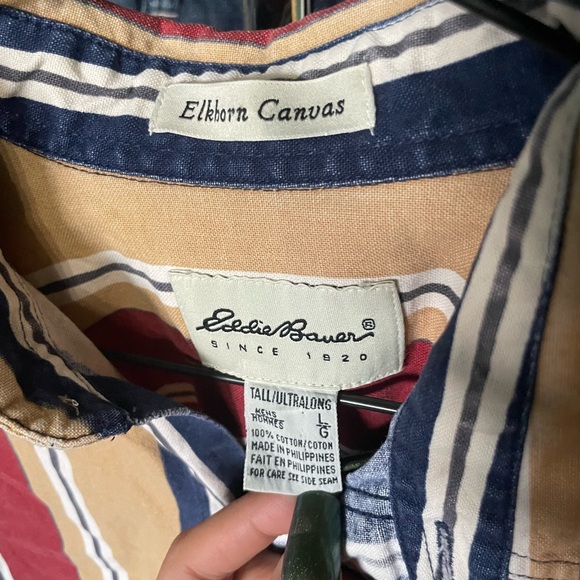 Elkhorn Canvas
Eddie Bauer®
SINCE 1920
TALL/ULTRALONG
MENS L
HOMMES G
100% COTTON/COTON
MADE IN PHILIPPINES
FAIT EN PHILIPPINES
FOR CARE SEE SIDE SEAM